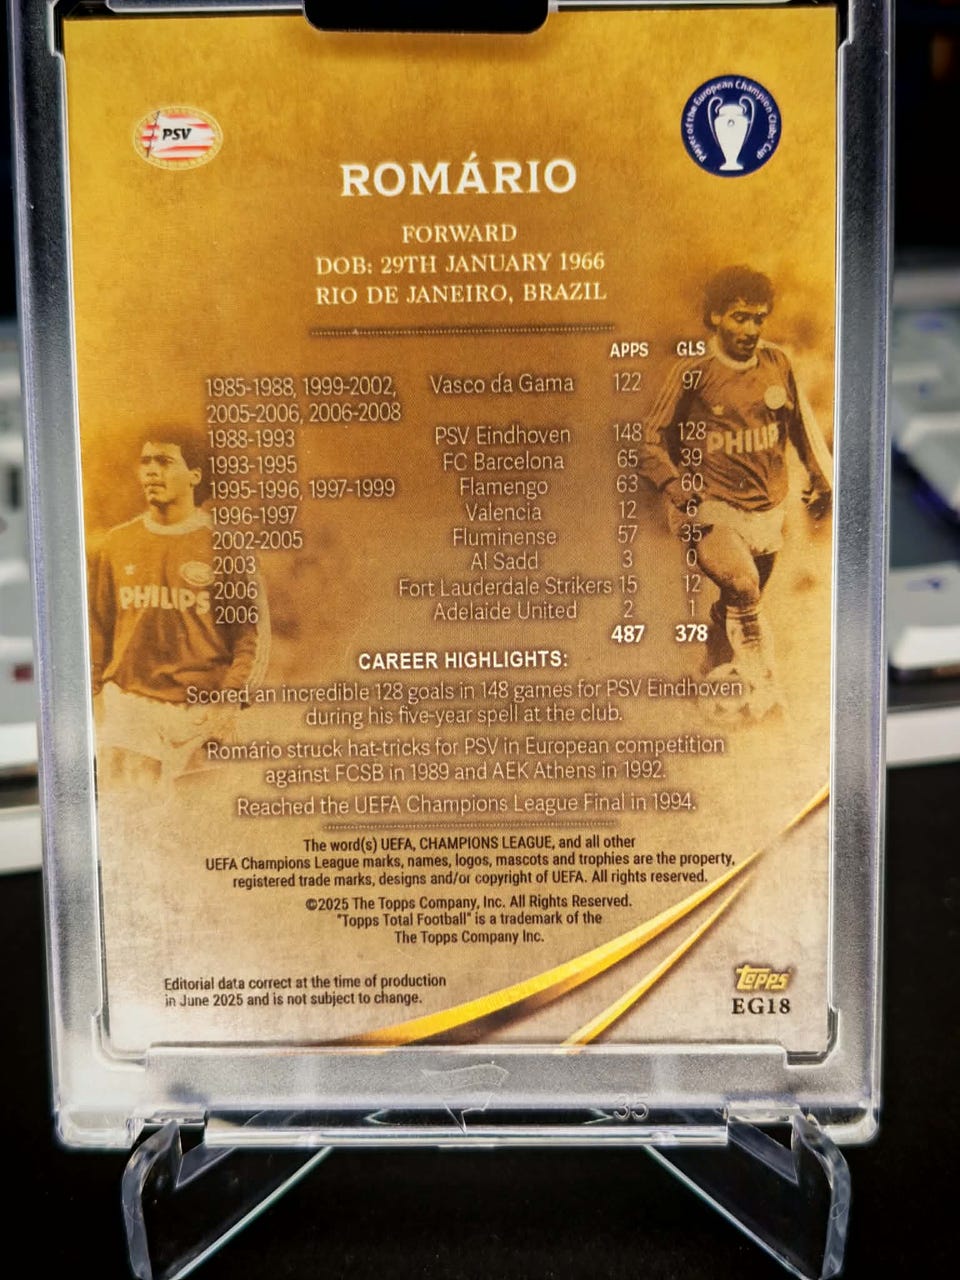 PSV
Player of the European Champion Clubs' Cup
ROMÁRIO
FORWARD
DOB: 29TH JANUARY 1966
RIO DE JANEIRO, BRAZIL
APPS GLS
1985-1988, 1999-2002, Vasco da Gama 122 97
2005-2006, 2006-2008
1988-1993 PSV Eindhoven 148 128
1993-1995 FC Barcelona 65 39
1995-1996, 1997-1999 Flamengo 63 60
1996-1997 Valencia 12 6
2002-2005 Fluminense 57 35
2003 Al Sadd 3 0
2006 Fort Lauderdale Strikers 15 12
2006 Adelaide United 2 1
487 378
PHILIPS
PHILIPS
CAREER HIGHLIGHTS:
Scored an incredible 128 goals in 148 games for PSV Eindhoven
during his five-year spell at the club.
Romário struck hat-tricks for PSV in European competition
against FCSB in 1989 and AEK Athens in 1992.
Reached the UEFA Champions League Final in 1994.
The word(s) UEFA, CHAMPIONS LEAGUE, and all other
UEFA Champions League marks, names, logos, mascots and trophies are the property,
registered trade marks, designs and/or copyright of UEFA. All rights reserved.
©2025 The Topps Company, Inc. All Rights Reserved.
"Topps Total Football" is a trademark of the
The Topps Company Inc.
Editorial data correct at the time of production
in June 2025 and is not subject to change.
topps
EG18
35